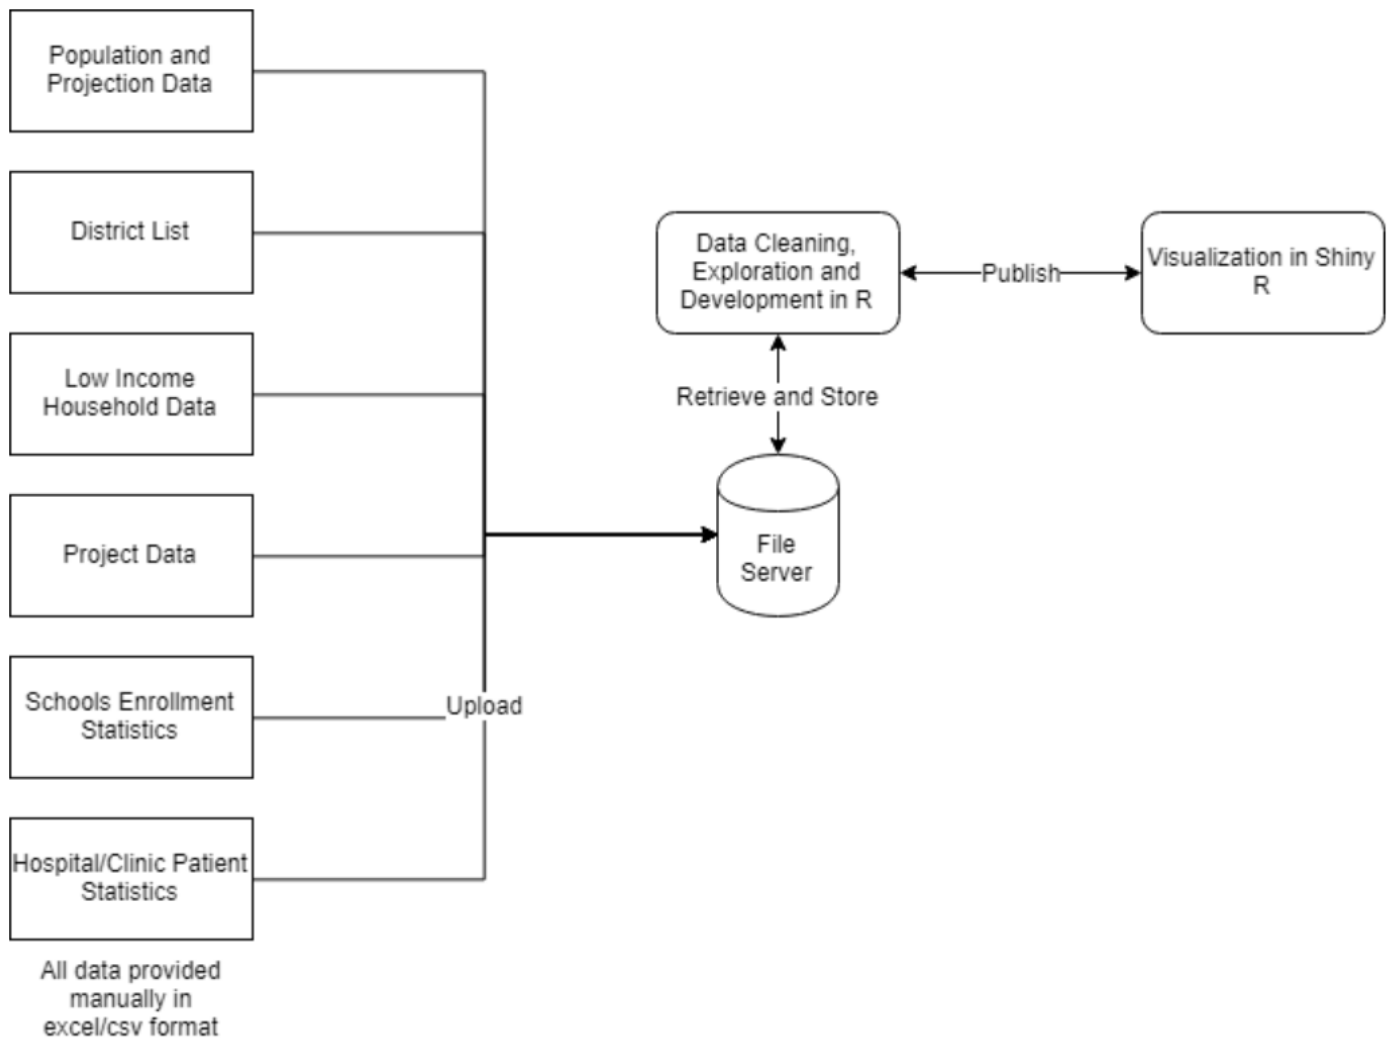 Population and
Projection Data
District List
Low Income
Household Data
Project Data
Schools Enrollment
Statistics
Hospital/Clinic Patient
Statistics
All data provided
manually in
excel/csv format
Upload
Data Cleaning,
Exploration and
Development in R
Publish
Visualization in Shiny
R
Retrieve and Store
File
Server